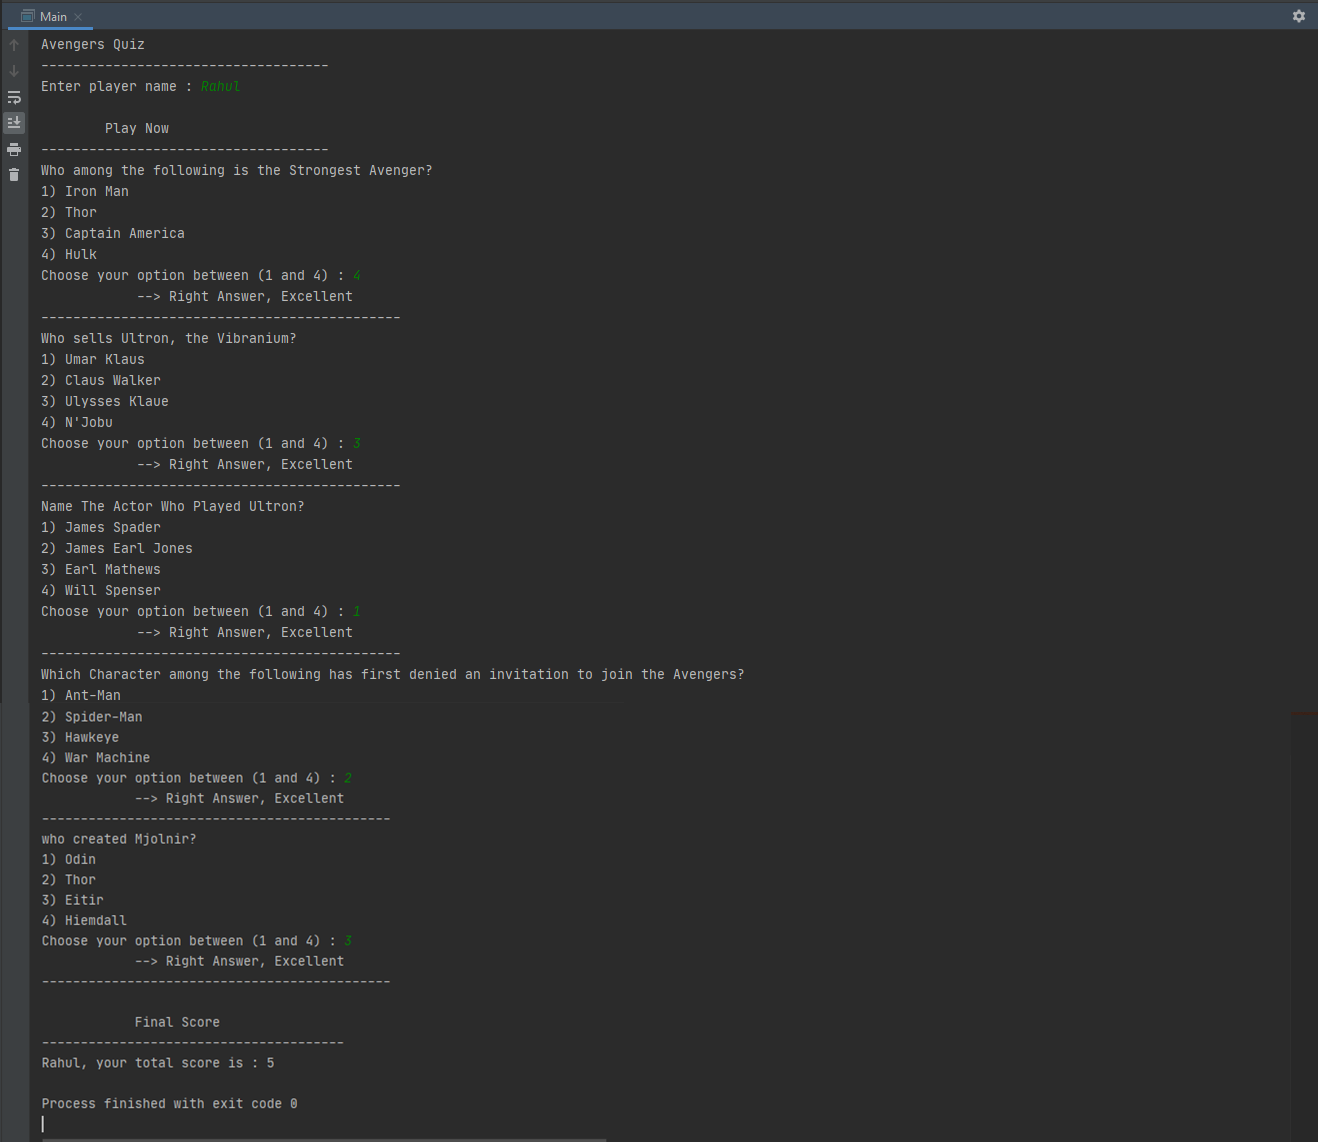 Main
Avengers Quiz
------------------------------------
Enter player name : Rahul
Play Now
------------------------------------
Who among the following is the Strongest Avenger?
1) Iron Man
2) Thor
3) Captain America
4) Hulk
Choose your option between (1 and 4) : 4
--> Right Answer, Excellent
---------------------------------------------
Who sells Ultron, the Vibranium?
1) Umar Klaus
2) Claus Walker
3) Ulysses Klaue
4) N'Jobu
Choose your option between (1 and 4) : 3
--> Right Answer, Excellent
---------------------------------------------
Name The Actor Who Played Ultron?
1) James Spader
2) James Earl Jones
3) Earl Mathews
4) Will Spenser
Choose your option between (1 and 4) : 1
--> Right Answer, Excellent
---------------------------------------------
Which Character among the following has first denied an invitation to join the Avengers?
1) Ant-Man
2) Spider-Man
3) Hawkeye
4) War Machine
Choose your option between (1 and 4) : 2
--> Right Answer, Excellent
---------------------------------------------
who created Mjolnir?
1) Odin
2) Thor
3) Eitir
4) Hiemdall
Choose your option between (1 and 4) : 3
--> Right Answer, Excellent
---------------------------------------------
Final Score
---------------------------------------
Rahul, your total score is : 5
Process finished with exit code 0